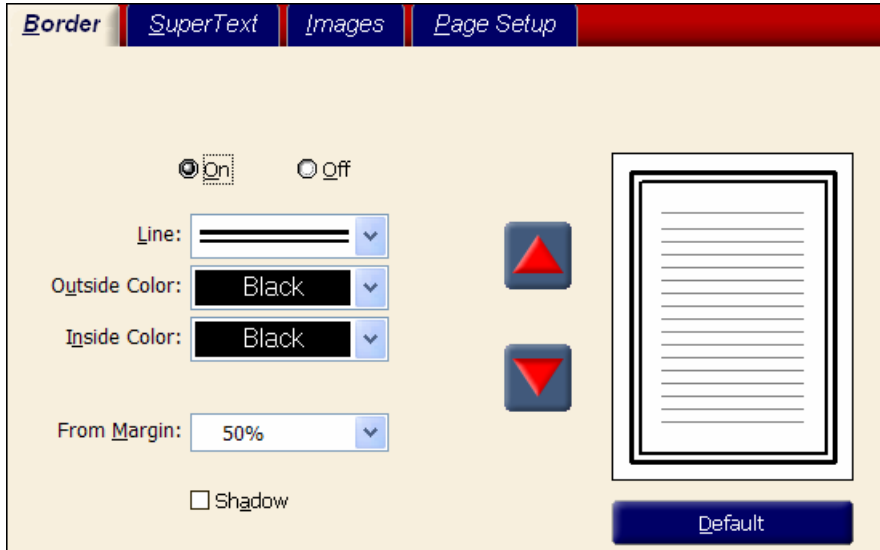 Border SuperText Images Page Setup
On Off
Line:
Outside Color: Black
Inside Color: Black
From Margin: 50%
Shadow
Default